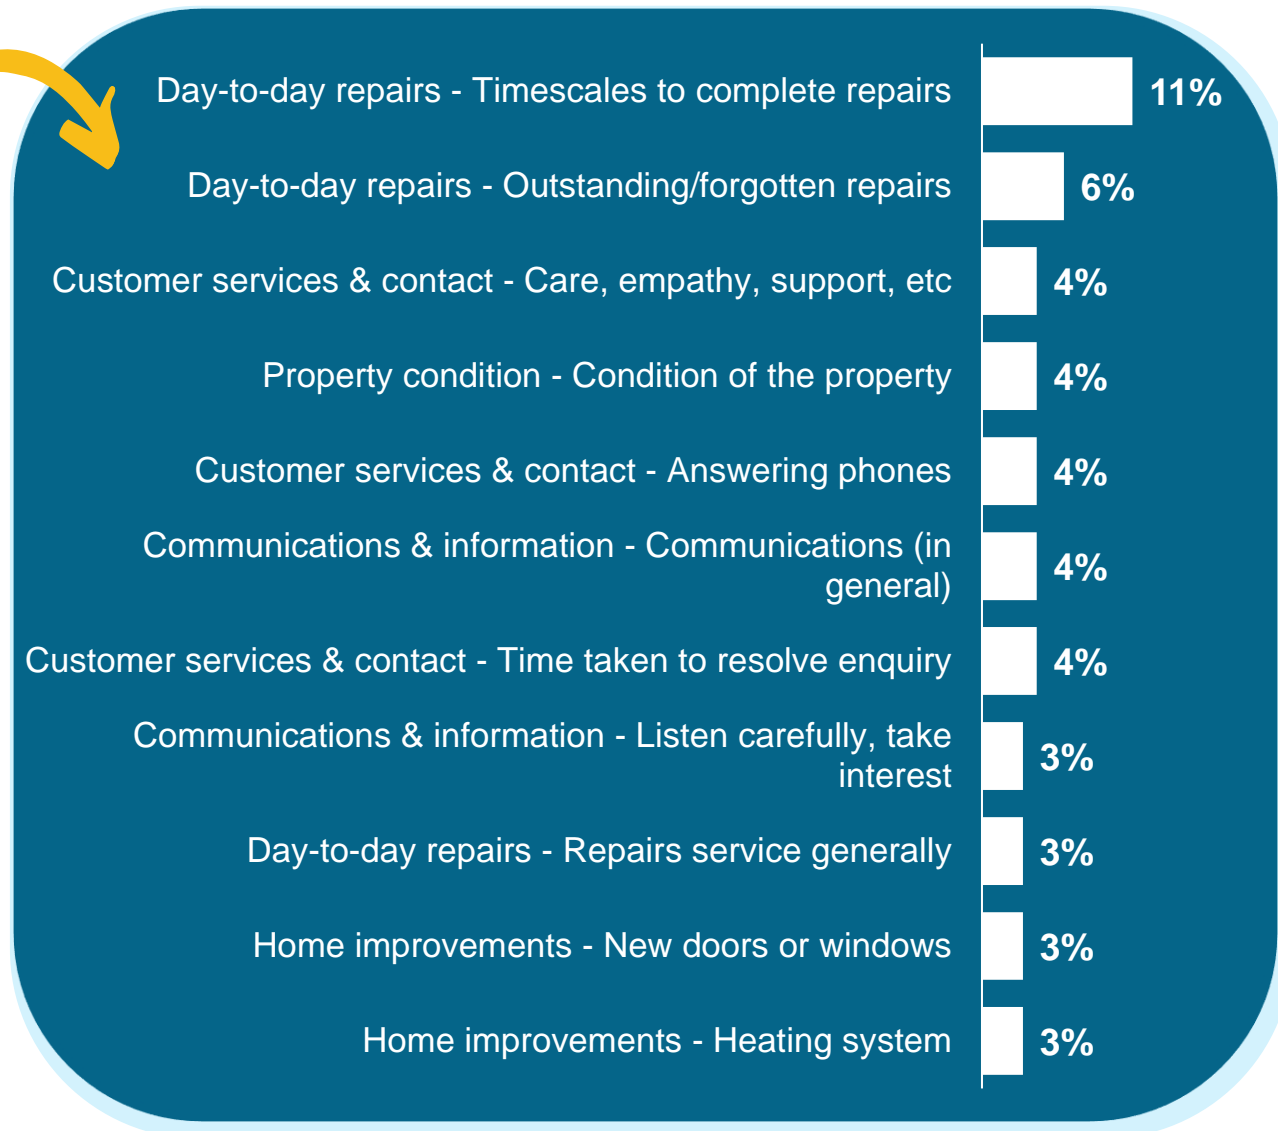 Day-to-day repairs - Timescales to complete repairs 11%
Day-to-day repairs - Outstanding/forgotten repairs 6%
Customer services & contact - Care, empathy, support, etc 4%
Property condition - Condition of the property 4%
Customer services & contact - Answering phones 4%
Communications & information - Communications (in
general) 4%
Customer services & contact - Time taken to resolve enquiry 4%
Communications & information - Listen carefully, take
interest 3%
Day-to-day repairs - Repairs service generally 3%
Home improvements - New doors or windows 3%
Home improvements - Heating system 3%